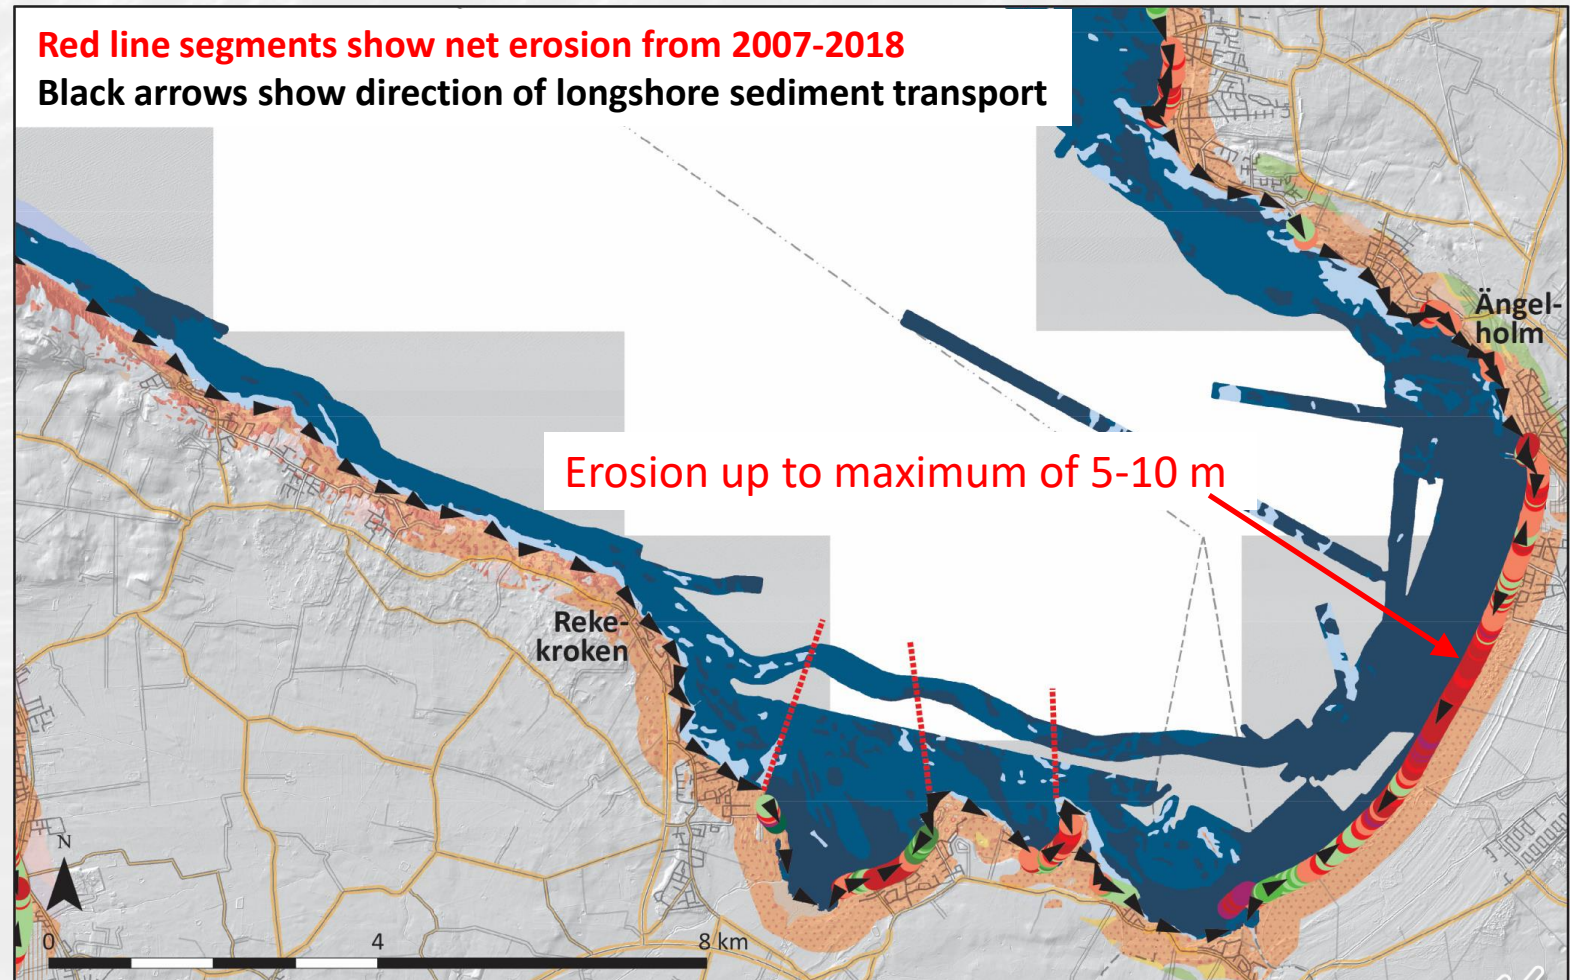 Red line segments show net erosion from 2007-2018
Black arrows show direction of longshore sediment transport
Ängel-
holm
Erosion up to maximum of 5-10 m
Reke-
kroken
N
0 4 8 km